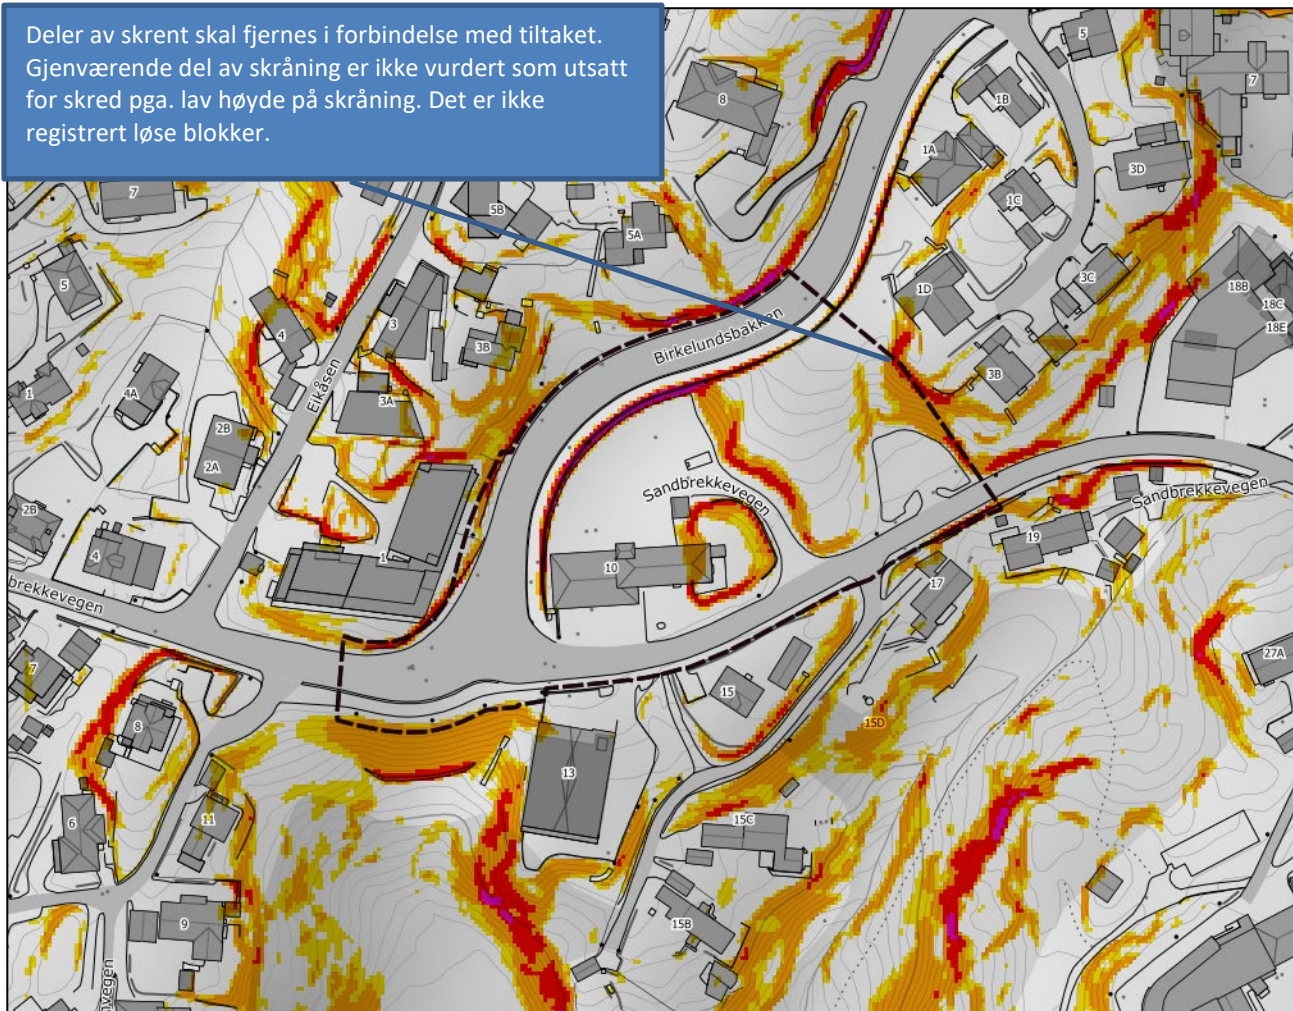 Deler av skrent skal fjernes i forbindelse med tiltaket.
Gjenværende del av skråning er ikke vurdert som utsatt
for skred pga. lav høyde på skråning. Det er ikke
registrert løse blokker.
8
5
7
1B
1A
3D
1C
7
5B
5A
5
4
3
3B
1D
3C
18B
18C
18E
Birkelundsbakken
3B
1
4A
Eikåsen
3A
2B
2A
Sandbrekkevegen
Sandbrekkevegen
2B
4
1
10
19
17
brekkevegen
7
8
15
27A
15D
13
6
11
15C
9
15B
nvegen